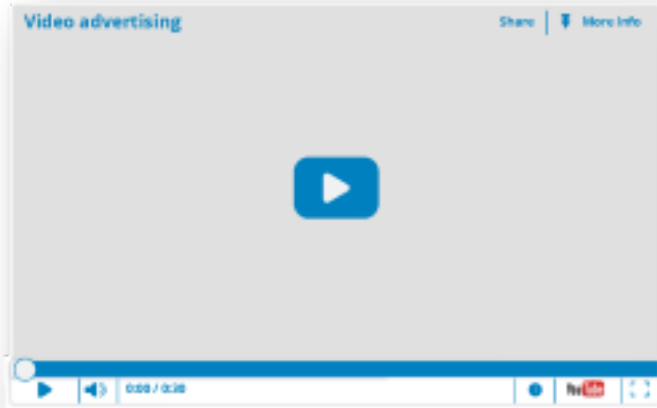 Video advertising
Share
More Info
0:00 / 0:30
YouTube